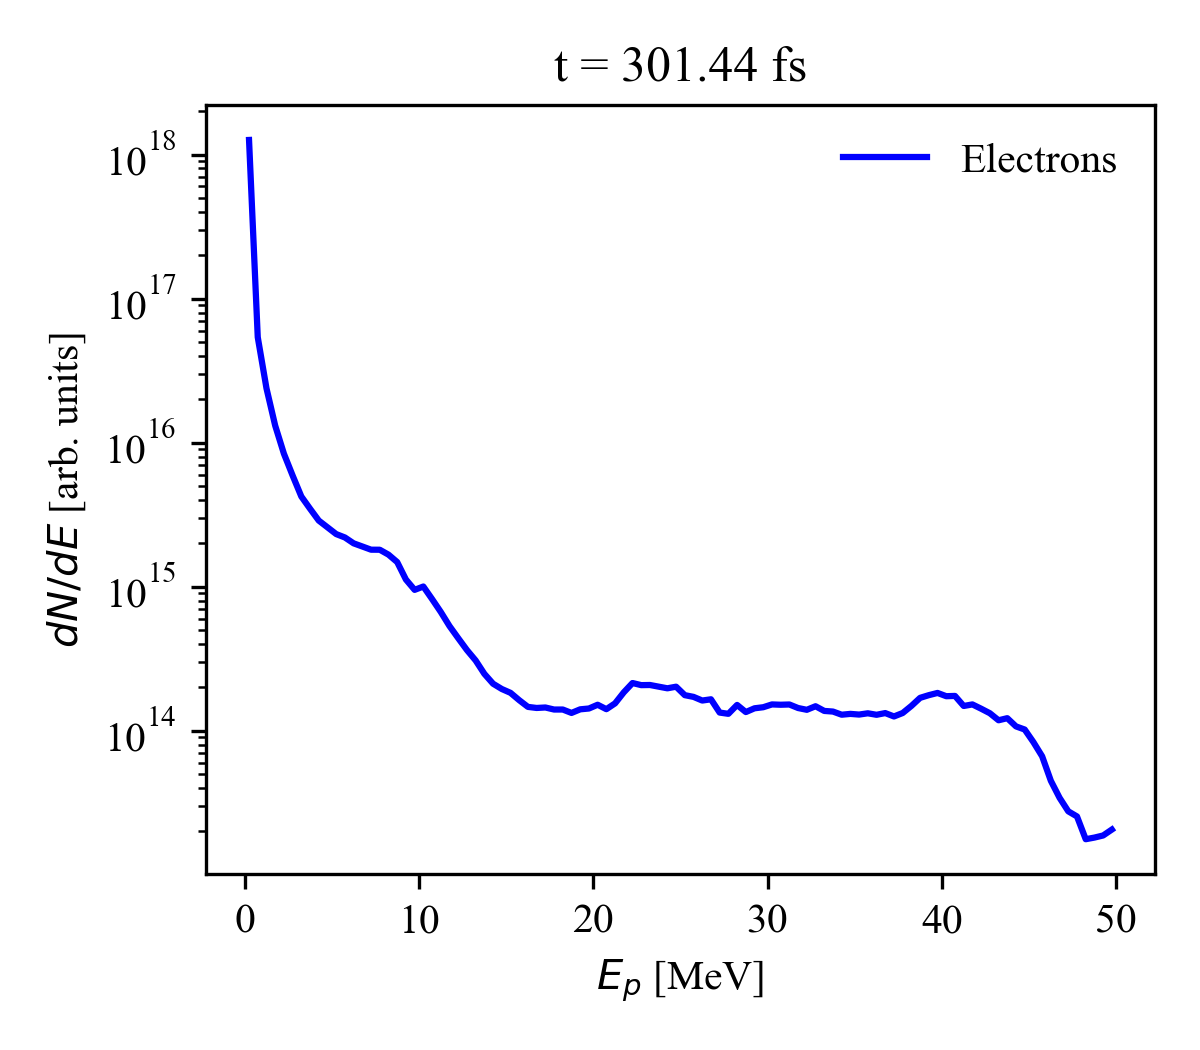 t = 301.44 fs
Electrons
dN/dE [arb. units]
10^18
10^17
10^16
10^15
10^14
0 10 20 30 40 50
E_p [MeV]